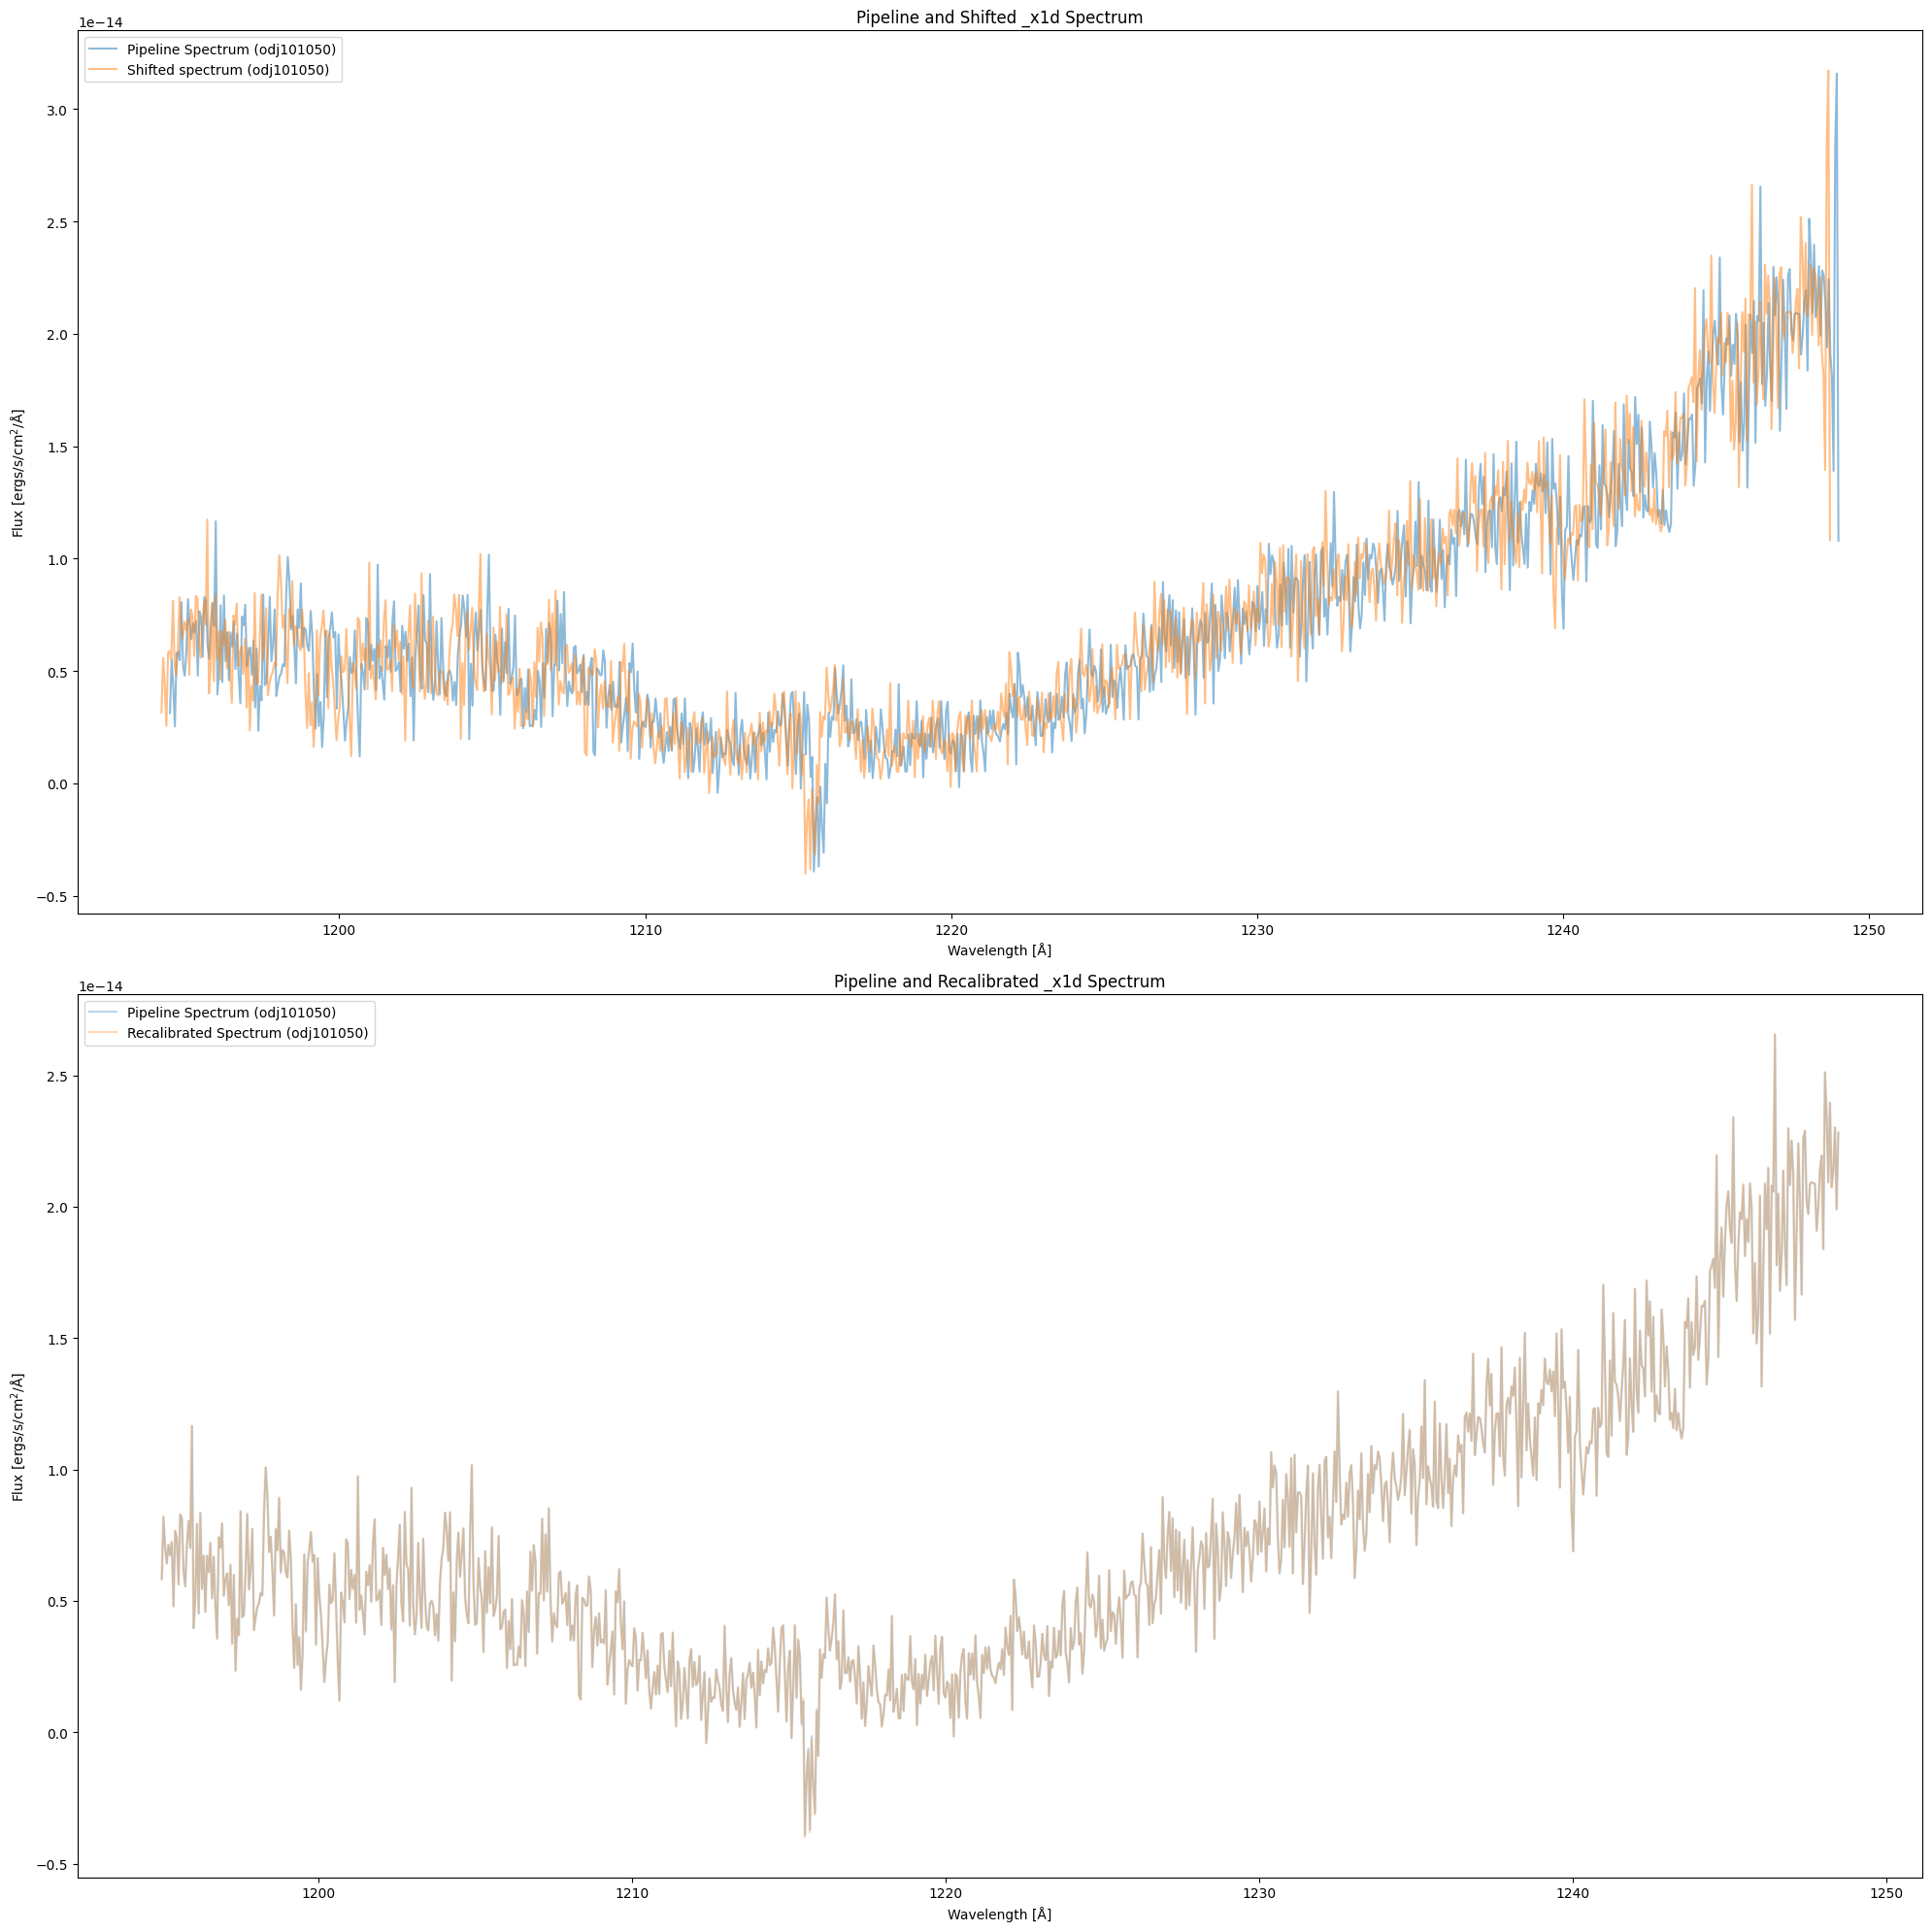 Pipeline and Shifted _x1d Spectrum
1e−14
Pipeline Spectrum (odj101050)
Shifted spectrum (odj101050)
3.0
2.5
2.0
1.5
1.0
0.5
0.0
−0.5
Flux [ergs/s/cm²/Å]
1200 1210 1220 1230 1240 1250
Wavelength [Å]
Pipeline and Recalibrated _x1d Spectrum
1e−14
Pipeline Spectrum (odj101050)
Recalibrated Spectrum (odj101050)
2.5
2.0
1.5
1.0
0.5
0.0
−0.5
Flux [ergs/s/cm²/Å]
1200 1210 1220 1230 1240 1250
Wavelength [Å]